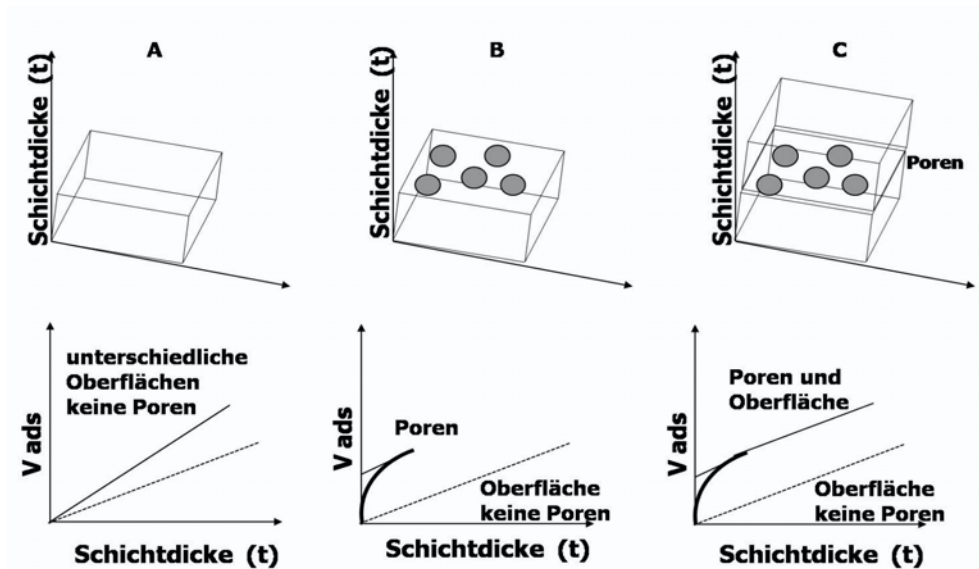 A
Schichtdicke (t)
B
Schichtdicke (t)
C
Schichtdicke (t)
Poren
unterschiedliche
Oberflächen
keine Poren
V ads
Schichtdicke (t)
Poren
Oberfläche
keine Poren
V ads
Schichtdicke (t)
Poren und
Oberfläche
Oberfläche
keine Poren
V ads
Schichtdicke (t)